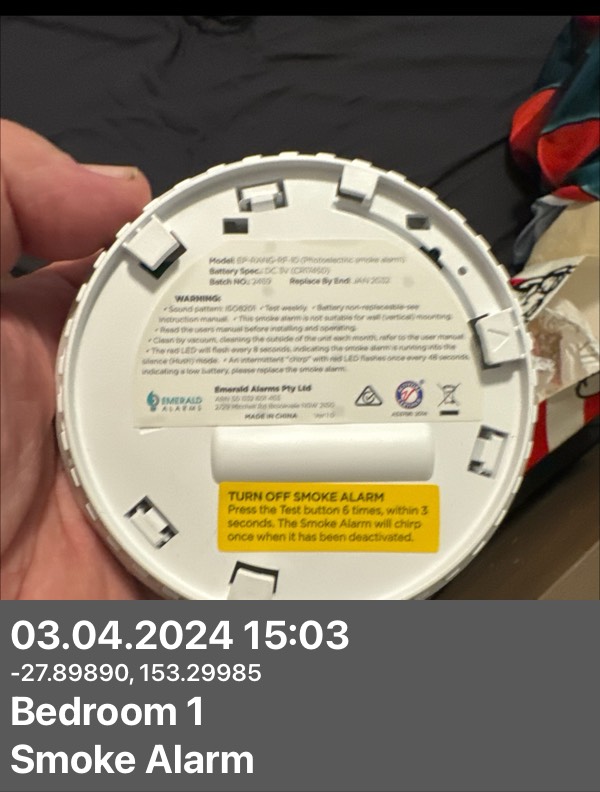 Model: EP-RANG-RF-10 (Photoelectric smoke alarm)
Battery Spec.: DC 3V (CR17450)
Batch NO.: Replace By End: JAN 2032
WARNING:
• Sound pattern: ISO8201 • Test weekly. • Battery non-replaceable-see
instruction manual. • This smoke alarm is not suitable for wall (vertical) mounting.
• Read the users manual before installing and operating.
• Clean by vacuum, cleaning the outside of the unit each month, refer to the user manual.
• The red LED will flash every 8 seconds, indicating the smoke alarm is running into the
silence (Hush) mode. • An intermittent "chirp" with red LED flashes once every 48 seconds,
indicating a low battery, please replace the smoke alarm.
EMERALD
ALARMS
Emerald Alarms Pty Ltd
ABN
Rd Brookvale NSW 2100
MADE IN CHINA
TURN OFF SMOKE ALARM
Press the Test button 6 times, within 3
seconds. The Smoke Alarm will chirp
once when it has been deactivated.
03.04.2024 15:03
-27.89890, 153.29985
Bedroom 1
Smoke Alarm